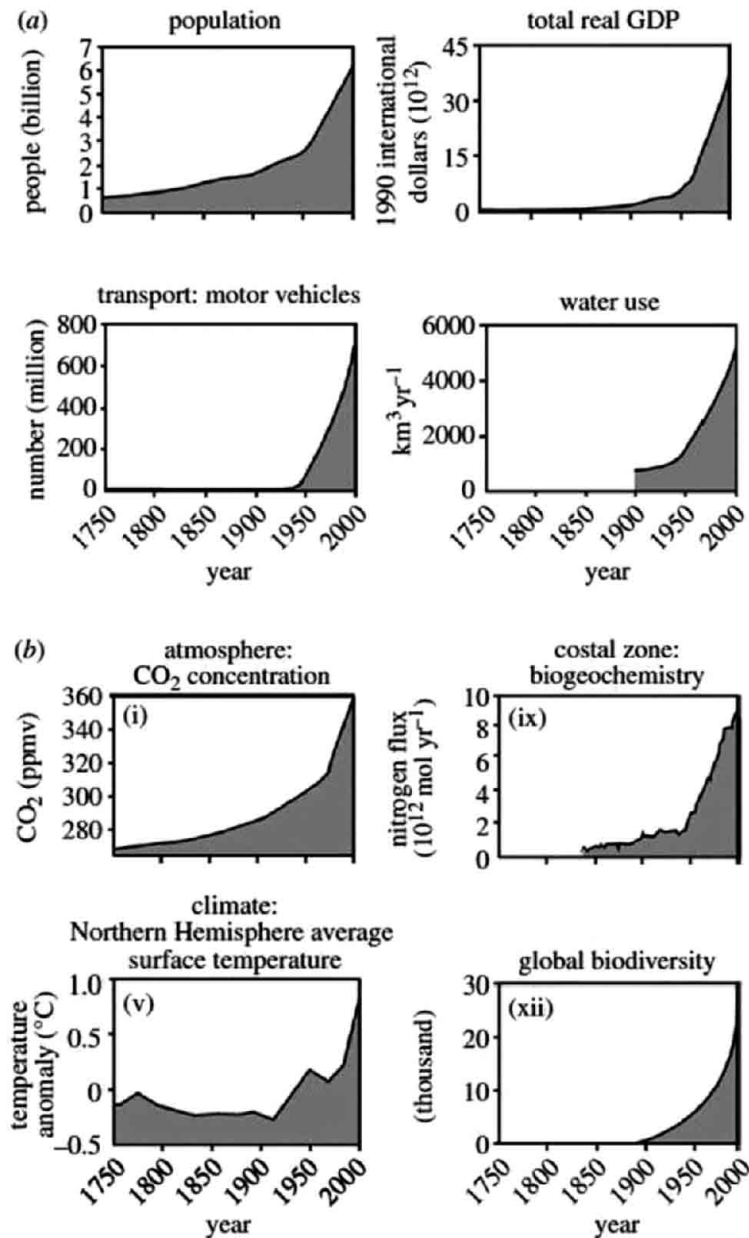 (a)
population
people (billion)
7
6
5
4
3
2
1
0
total real GDP
1990 international
dollars (10¹²)
45
30
15
0
transport: motor vehicles
number (million)
800
600
400
200
0
1750
1800
1850
1900
1950
2000
year
water use
km³ yr⁻¹
6000
4000
2000
0
1750
1800
1850
1900
1950
2000
year
(b)
atmosphere:
CO₂ concentration
(i)
CO₂ (ppmv)
360
340
320
300
280
costal zone:
biogeochemistry
(ix)
nitrogen flux
(10¹² mol yr⁻¹)
10
8
6
4
2
0
climate:
Northern Hemisphere average
surface temperature
(v)
temperature
anomaly (°C)
1.0
0.5
0
–0.5
1750
1800
1850
1900
1950
2000
year
global biodiversity
(xii)
(thousand)
30
20
10
0
1750
1800
1850
1900
1950
2000
year